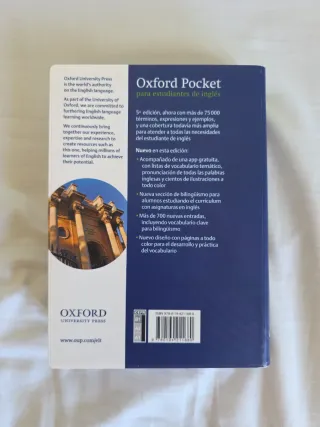 Oxford University Press
is the world's authority
on the English language.
As part of the University of
Oxford, we are committed to
furthering English language
learning worldwide.
We continuously bring
together our experience,
expertise and research to
create resources such as
this one, helping millions of
learners of English to achieve
their potential.
OXFORD
UNIVERSITY PRESS
www.oup.com/elt
Oxford Pocket
para estudiantes de inglés
5ª edición, ahora con más de 75 000
términos, expresiones y ejemplos,
y una cobertura todavía más amplia
para atender a todas las necesidades
del estudiante de inglés
Nuevo en esta edición:
• Acompañado de una app gratuita,
con listas de vocabulario temático,
pronunciación de todas las palabras
inglesas y cientos de ilustraciones a
todo color
• Nueva sección de bilingüismo para
alumnos estudiando el currículum
con asignaturas en inglés
• Más de 700 nuevas entradas,
incluyendo vocabulario clave
para bilingüismo
• Nuevo diseño con páginas a todo
color para el desarrollo y práctica
del vocabulario